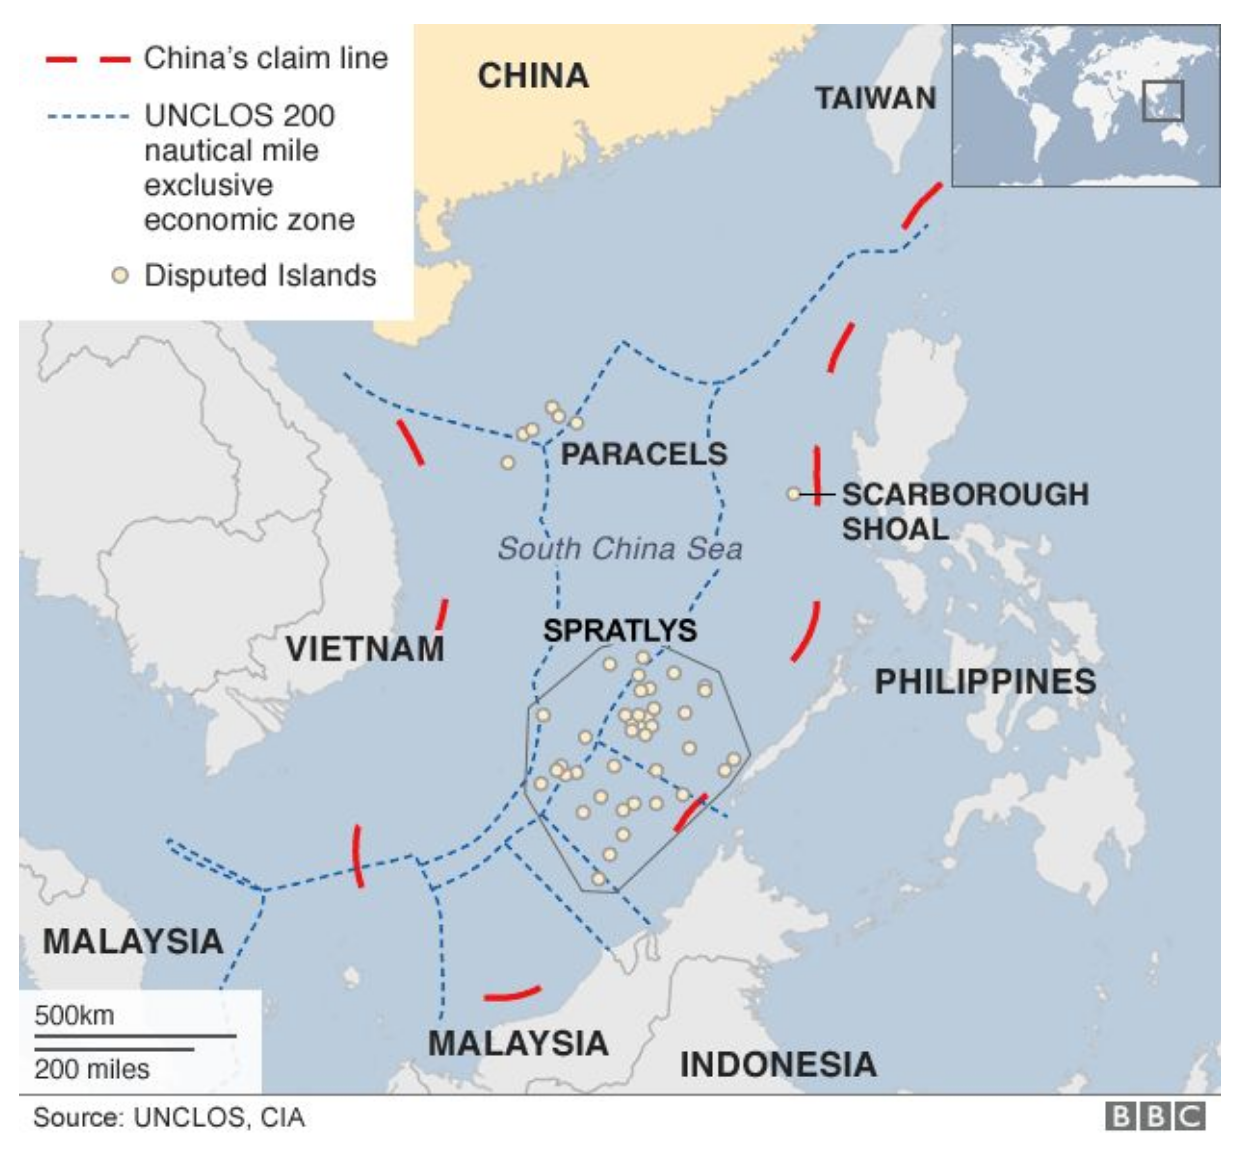 China's claim line
UNCLOS 200
nautical mile
exclusive
economic zone
Disputed Islands
CHINA
TAIWAN
PARACELS
SCARBOROUGH
SHOAL
South China Sea
SPRATLYS
VIETNAM
PHILIPPINES
MALAYSIA
500km
200 miles
MALAYSIA
INDONESIA
Source: UNCLOS, CIA
BBC